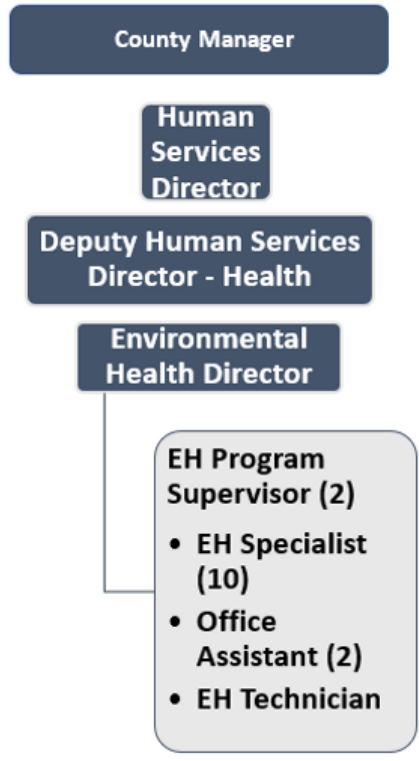 County Manager
Human
Services
Director
Deputy Human Services
Director - Health
Environmental
Health Director
EH Program
Supervisor (2)
• EH Specialist
(10)
• Office
Assistant (2)
• EH Technician